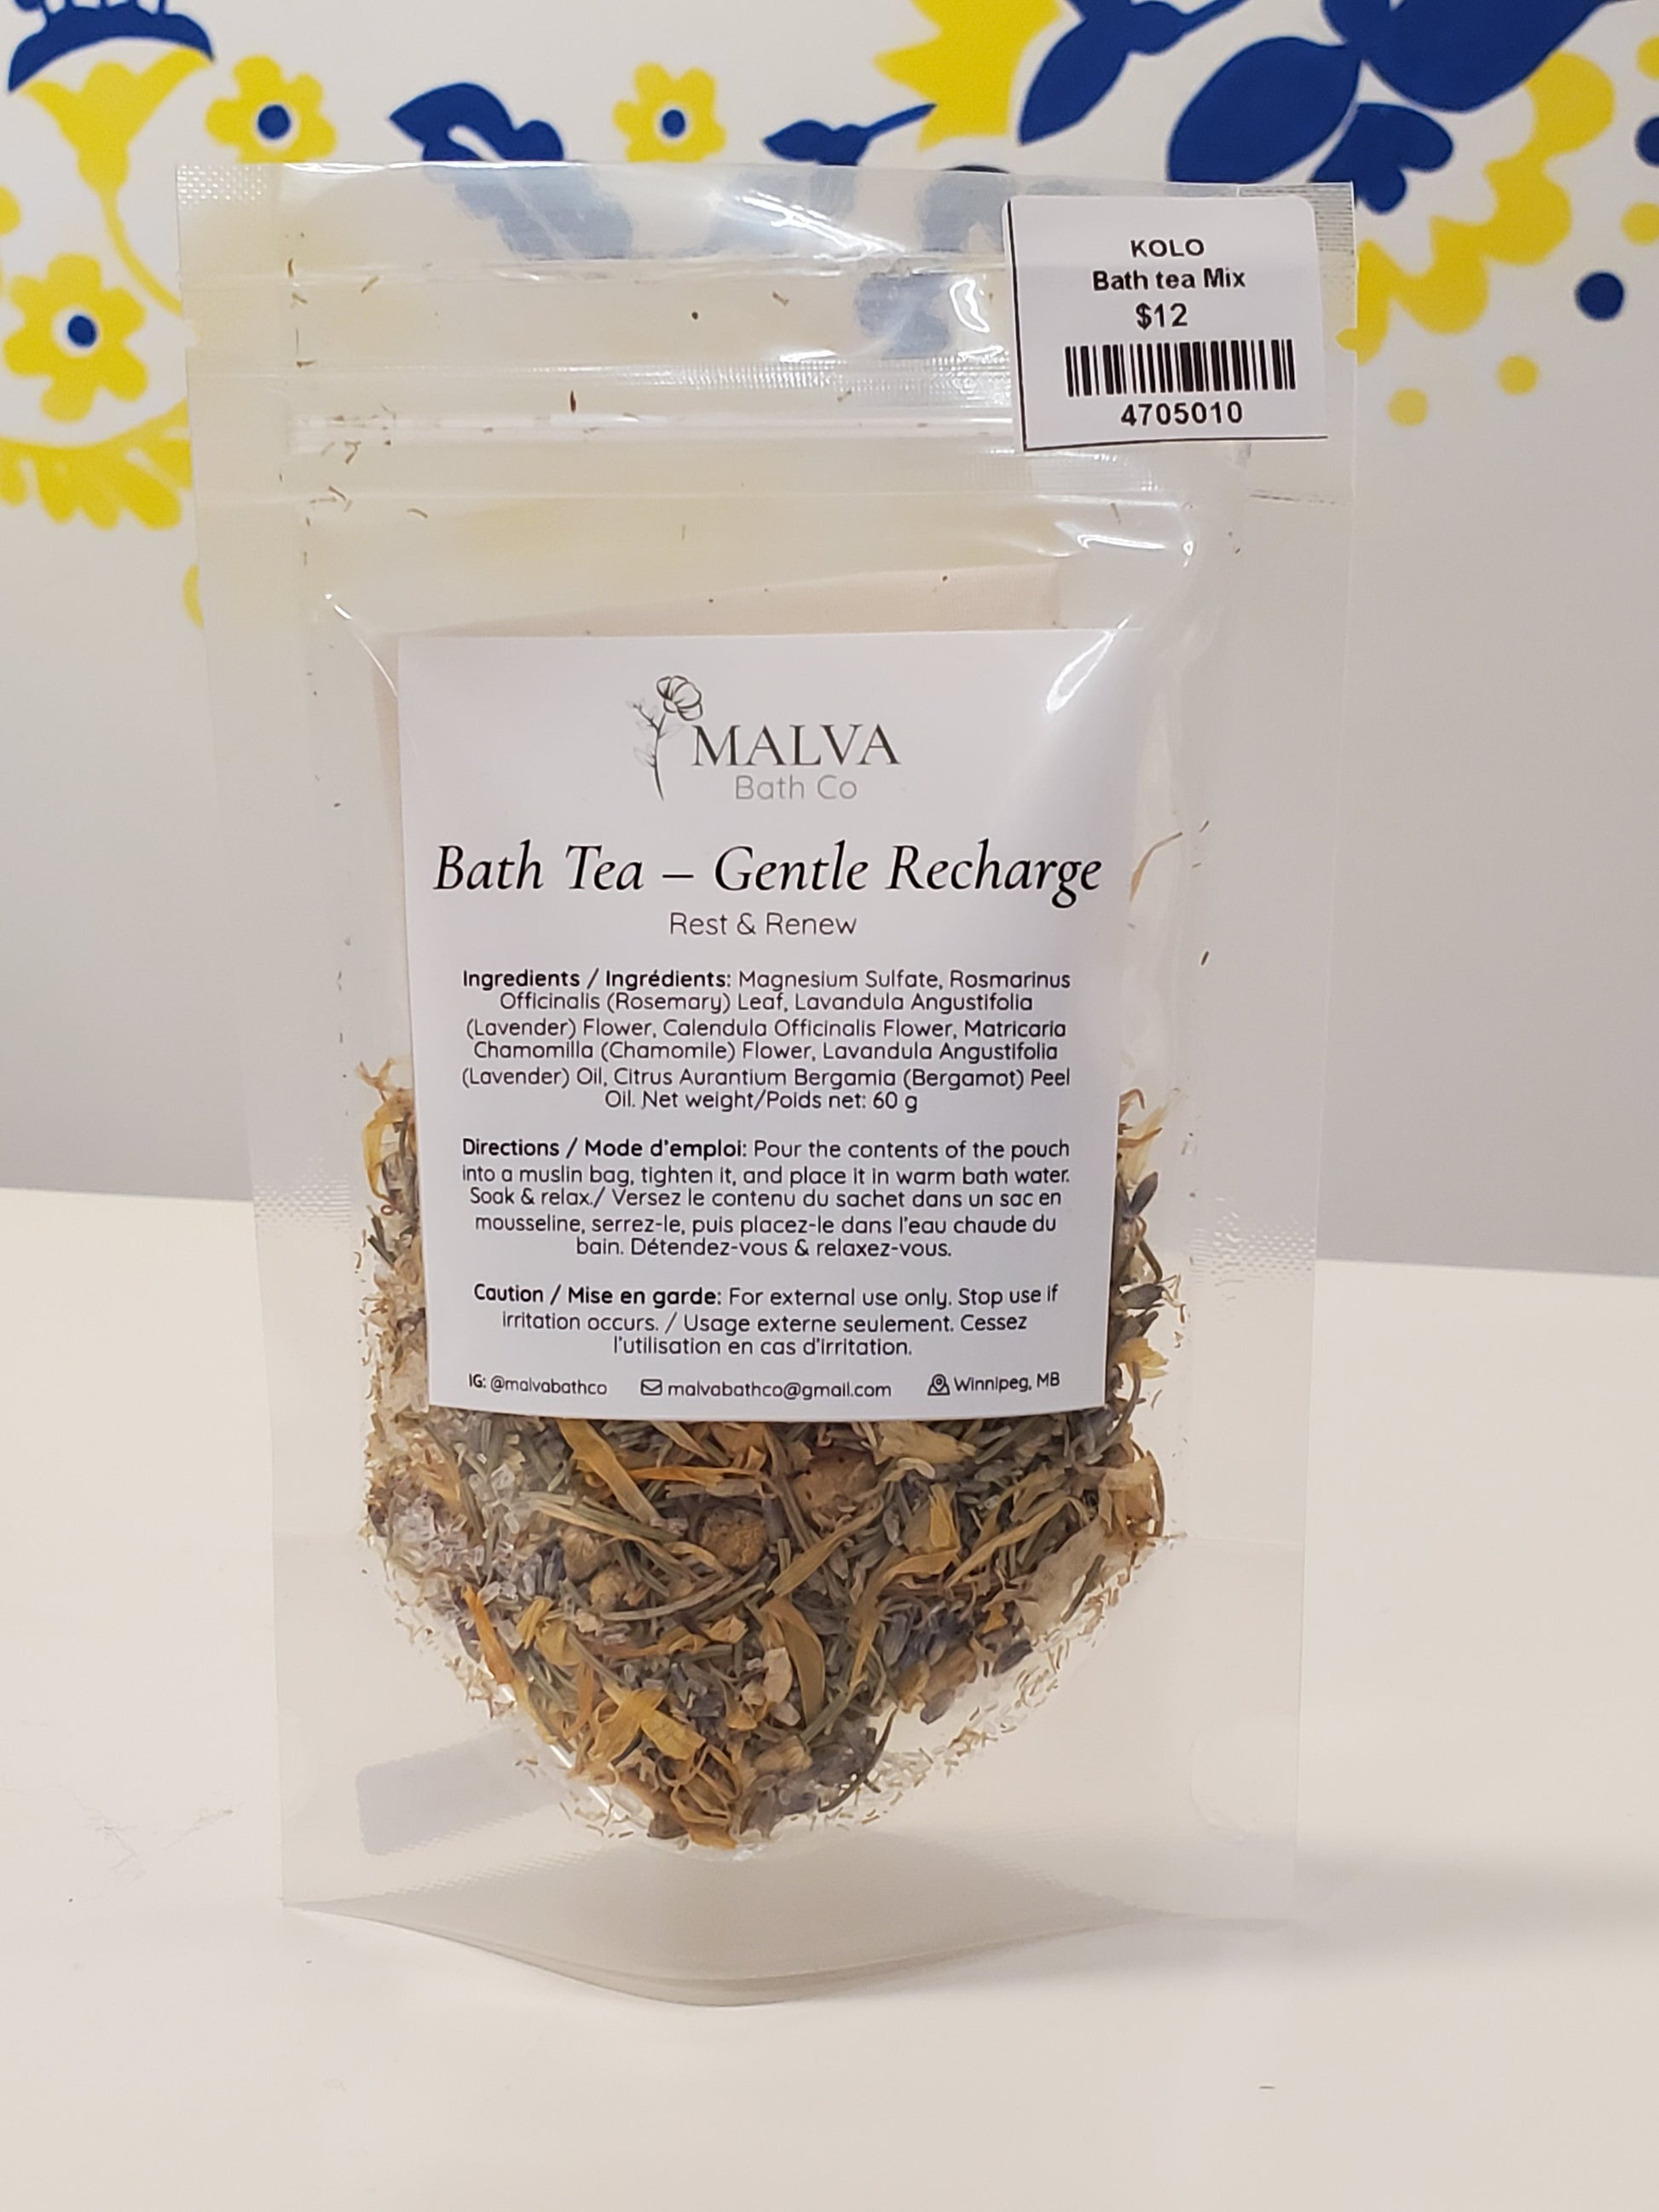 KOLO
Bath tea Mix
$12
4705010
MALVA
Bath Co
Bath Tea – Gentle Recharge
Rest & Renew
Ingredients / Ingrédients: Magnesium Sulfate, Rosmarinus
Officinalis (Rosemary) Leaf, Lavandula Angustifolia
(Lavender) Flower, Calendula Officinalis Flower, Matricaria
Chamomilla (Chamomile) Flower, Lavandula Angustifolia
(Lavender) Oil, Citrus Aurantium Bergamia (Bergamot) Peel
Oil. Net weight/Poids net: 60 g
Directions / Mode d'emploi: Pour the contents of the pouch
into a muslin bag, tighten it, and place it in warm bath water.
Soak & relax./ Versez le contenu du sachet dans un sac en
mousseline, serrez-le, puis placez-le dans l'eau chaude du
bain. Détendez-vous & relaxez-vous.
Caution / Mise en garde: For external use only. Stop use if
irritation occurs. / Usage externe seulement. Cessez
l'utilisation en cas d'irritation.
IG: @malvabathco malvabathco@gmail.com Winnipeg, MB